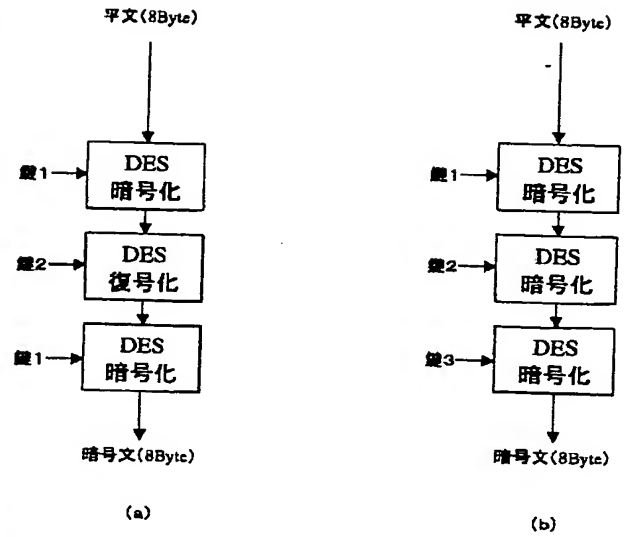 平文(8Byte)
鍵1
DES
暗号化
鍵2
DES
復号化
鍵1
DES
暗号化
暗号文(8Byte)
(a)
平文(8Byte)
鍵1
DES
暗号化
鍵2
DES
暗号化
鍵3
DES
暗号化
暗号文(8Byte)
(b)